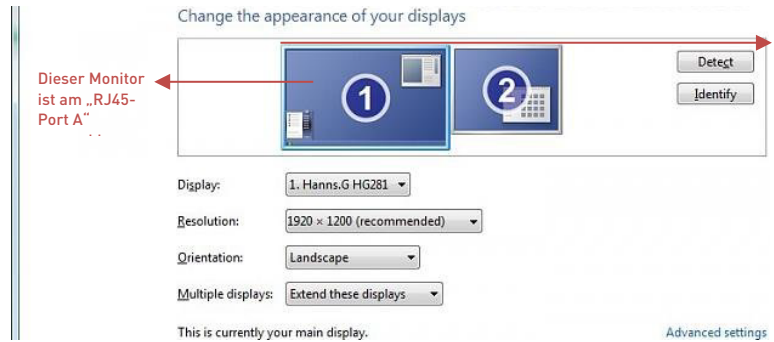 Change the appearance of your displays
Dieser Monitor
ist am „RJ45-
Port A“
1
2
Detect
Identify
Display:
1. Hanns.G HG281
Resolution:
1920 × 1200 (recommended)
Orientation:
Landscape
Multiple displays:
Extend these displays
This is currently your main display.
Advanced settings